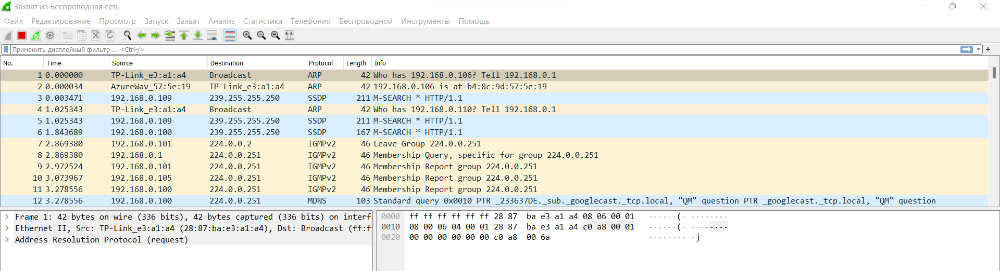 Захват из Беспроводная сеть
Файл Редактирование Просмотр Запуск Захват Анализ Статистика Телефония Беспроводной Инструменты Помощь
Применить дисплейный фильтр ... <Ctrl-/>
No. Time Source Destination Protocol Length Info
1 0.000000 TP-Link_e3:a1:a4 Broadcast ARP 42 Who has 192.168.0.106? Tell 192.168.0.1
2 0.000034 AzureWav_57:5e:19 TP-Link_e3:a1:a4 ARP 42 192.168.0.106 is at b4:8c:9d:57:5e:19
3 0.003471 192.168.0.109 239.255.255.250 SSDP 211 M-SEARCH * HTTP/1.1
4 1.025343 TP-Link_e3:a1:a4 Broadcast ARP 42 Who has 192.168.0.110? Tell 192.168.0.1
5 1.025343 192.168.0.109 239.255.255.250 SSDP 211 M-SEARCH * HTTP/1.1
6 1.843689 192.168.0.100 239.255.255.250 SSDP 167 M-SEARCH * HTTP/1.1
7 2.869380 192.168.0.101 224.0.0.2 IGMPv2 46 Leave Group 224.0.0.251
8 2.869380 192.168.0.1 224.0.0.251 IGMPv2 46 Membership Query, specific for group 224.0.0.251
9 2.972524 192.168.0.101 224.0.0.251 IGMPv2 46 Membership Report group 224.0.0.251
10 3.073967 192.168.0.105 224.0.0.251 IGMPv2 46 Membership Report group 224.0.0.251
11 3.278556 192.168.0.100 224.0.0.251 IGMPv2 46 Membership Report group 224.0.0.251
12 3.278556 192.168.0.100 224.0.0.251 MDNS 103 Standard query 0x0010 PTR _233637DE._sub._googlecast._tcp.local, "QM" question PTR _googlecast._tcp.local, "QM" question
Frame 1: 42 bytes on wire (336 bits), 42 bytes captured (336 bits) on interfa
Ethernet II, Src: TP-Link_e3:a1:a4 (28:87:ba:e3:a1:a4), Dst: Broadcast (ff:f
Address Resolution Protocol (request)
0000 ff ff ff ff ff ff 28 87 ba e3 a1 a4 08 06 00 01 ······(· ········
0010 08 00 06 04 00 01 28 87 ba e3 a1 a4 c0 a8 00 01 ······(· ········
0020 00 00 00 00 00 00 c0 a8 00 6a ········ ·j